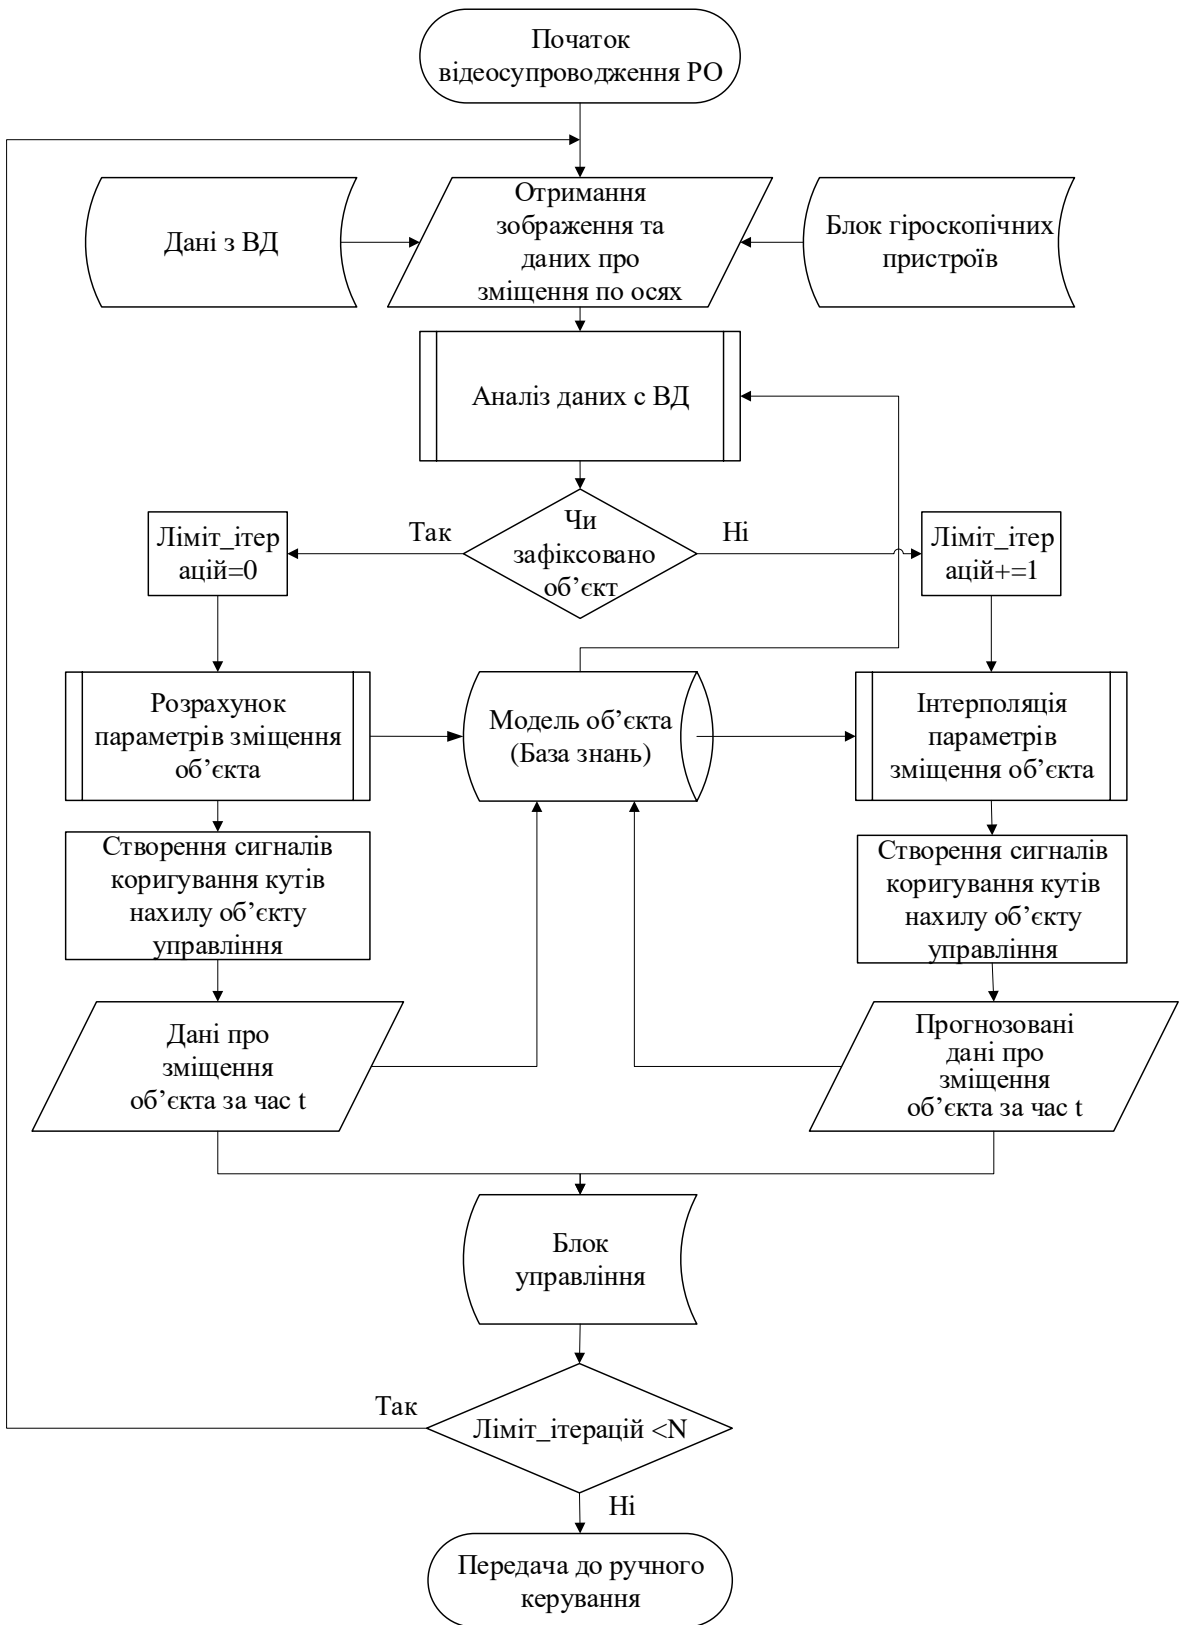 Початок
відеосупроводження РО
Дані з ВД
Отримання
зображення та
даних про
зміщення по осях
Блок гіроскопічних
пристроїв
Аналіз даних с ВД
Так
Чи
зафіксовано
об’єкт
Ні
Ліміт_ітер
ацій=0
Ліміт_ітер
ацій+=1
Розрахунок
параметрів зміщення
об’єкта
Модель об’єкта
(База знань)
Інтерполяція
параметрів
зміщення об’єкта
Створення сигналів
коригування кутів
нахилу об’єкту
управління
Створення сигналів
коригування кутів
нахилу об’єкту
управління
Дані про
зміщення
об’єкта за час t
Прогнозовані
дані про
зміщення
об’єкта за час t
Блок
управління
Так
Ліміт_ітерацій <N
Ні
Передача до ручного
керування